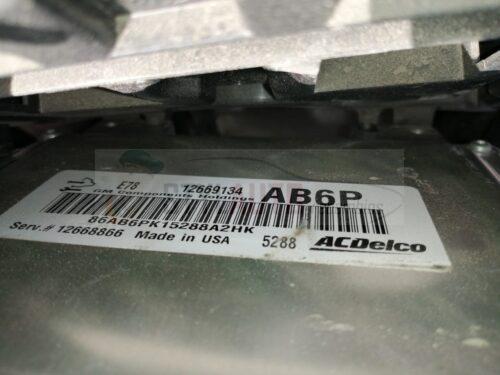 E78 12669134 AB6P
GM Components Holdings
86AB6PK15288A2HK
Serv.# 12668866 Made in USA 5288 ACDelco